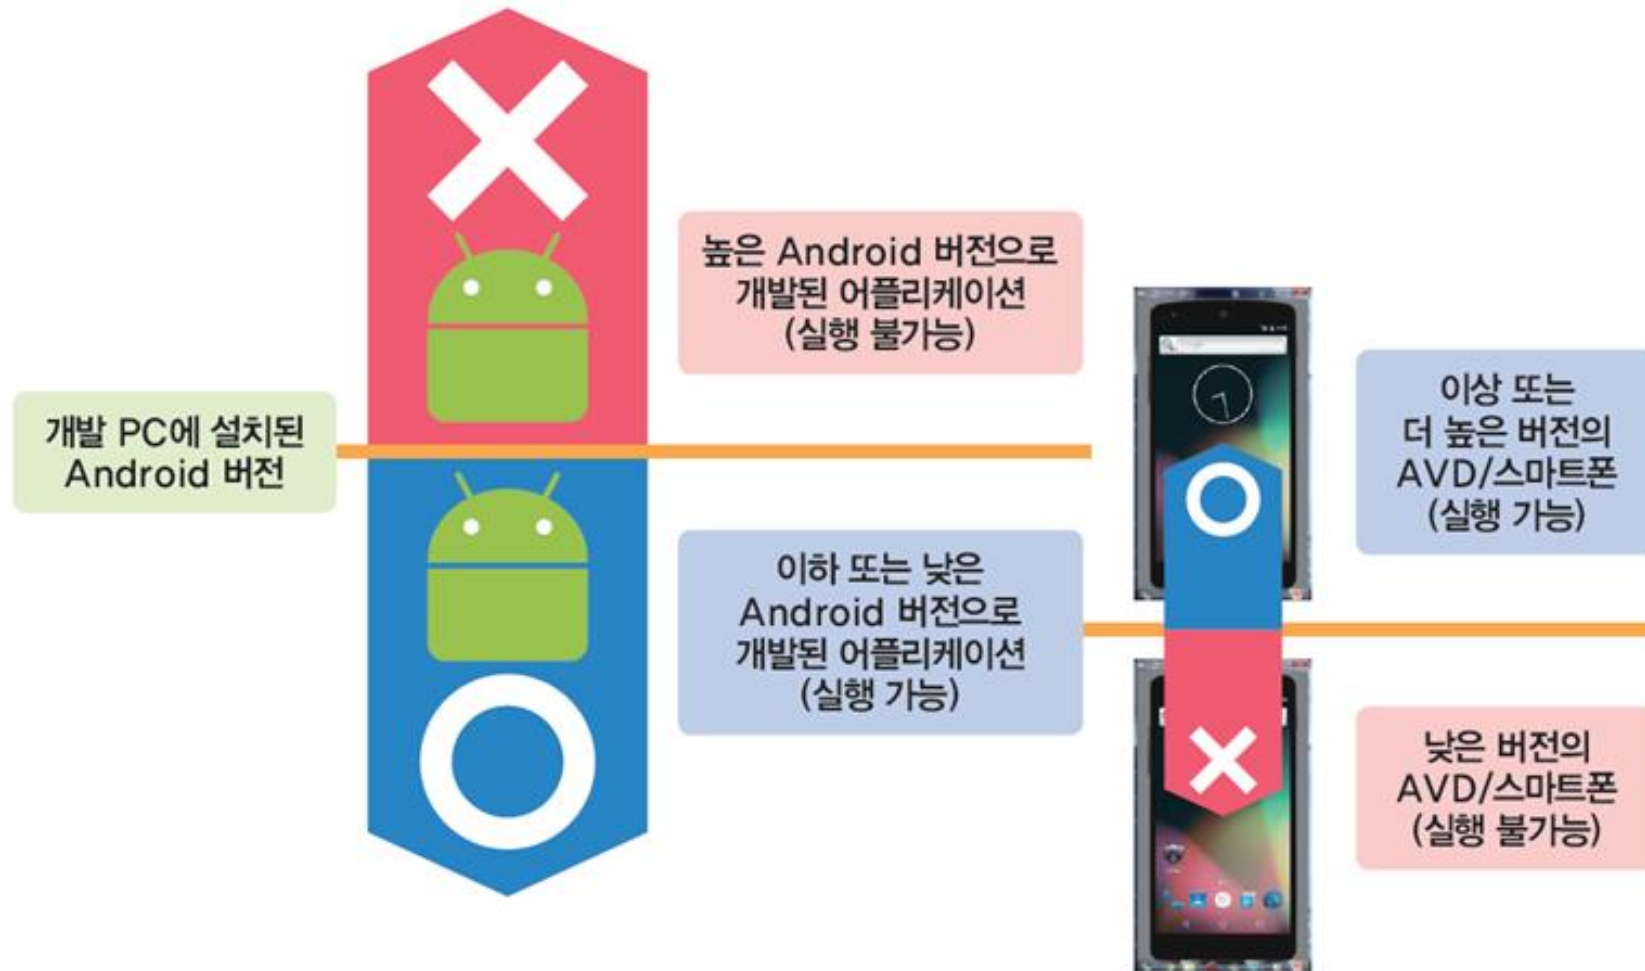 높은 Android 버전으로
개발된 어플리케이션
(실행 불가능)
개발 PC에 설치된
Android 버전
이상 또는
더 높은 버전의
AVD/스마트폰
(실행 가능)
이하 또는 낮은
Android 버전으로
개발된 어플리케이션
(실행 가능)
낮은 버전의
AVD/스마트폰
(실행 불가능)